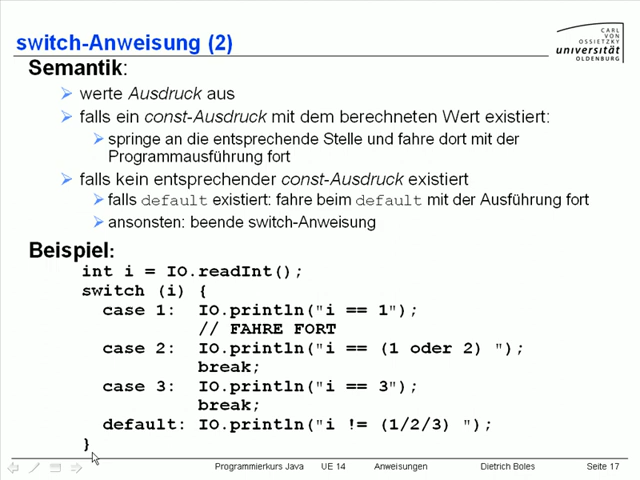 switch-Anweisung (2)
CARL
VON
OSSIETZKY
universität
OLDENBURG
Semantik:
werte Ausdruck aus
falls ein const-Ausdruck mit dem berechneten Wert existiert:
springe an die entsprechende Stelle und fahre dort mit der
Programmausführung fort
falls kein entsprechender const-Ausdruck existiert
falls default existiert: fahre beim default mit der Ausführung fort
ansonsten: beende switch-Anweisung
Beispiel:
int i = IO.readInt();
switch (i) {
case 1: IO.println("i == 1");
// FAHRE FORT
case 2: IO.println("i == (1 oder 2) ");
break;
case 3: IO.println("i == 3");
break;
default: IO.println("i != (1/2/3) ");
}
Programmierkurs Java UE 14 Anweisungen Dietrich Boles Seite 17